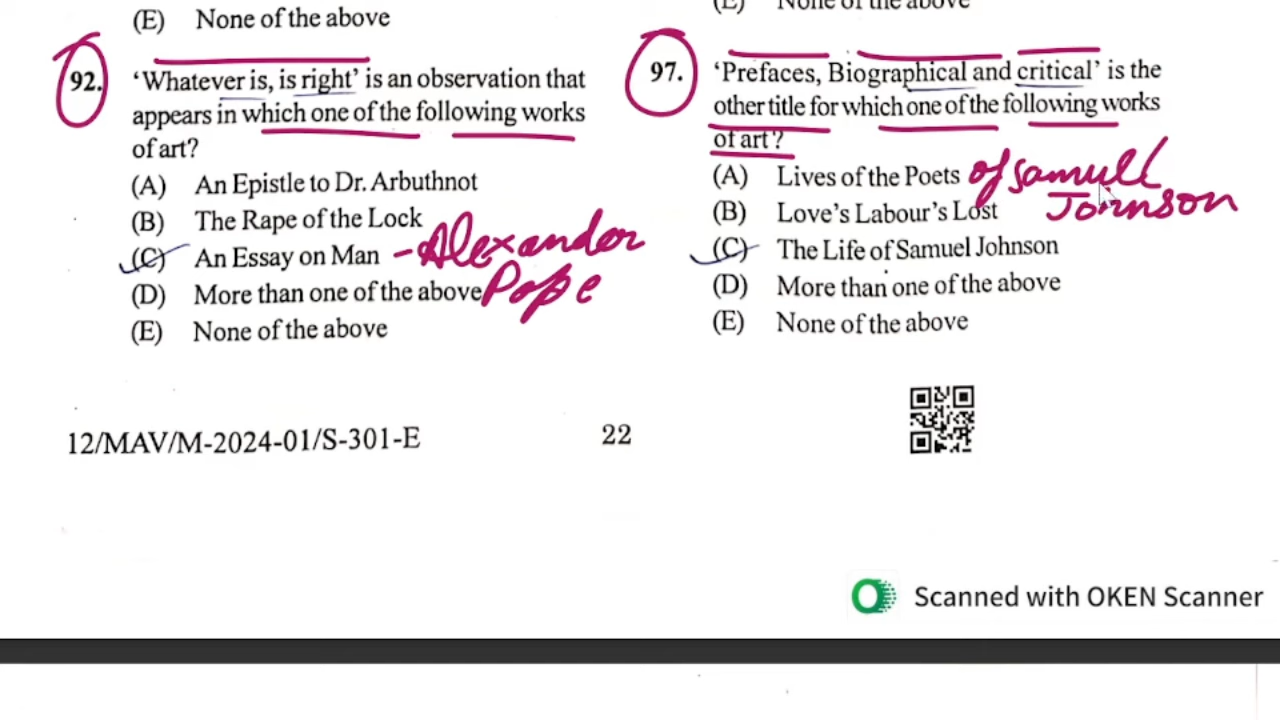 (E) None of the above
92. 'Whatever is, is right' is an observation that
appears in which one of the following works
of art?
(A) An Epistle to Dr. Arbuthnot
(B) The Rape of the Lock
(C) An Essay on Man - Alexander
(D) More than one of the above Pope
(E) None of the above
(E) None of the above
97. 'Prefaces, Biographical and critical' is the
other title for which one of the following works
of art?
(A) Lives of the Poets of Samull
(B) Love's Labour's Lost Johnson
(C) The Life of Samuel Johnson
(D) More than one of the above
(E) None of the above
12/MAV/M-2024-01/S-301-E 22
Scanned with OKEN Scanner